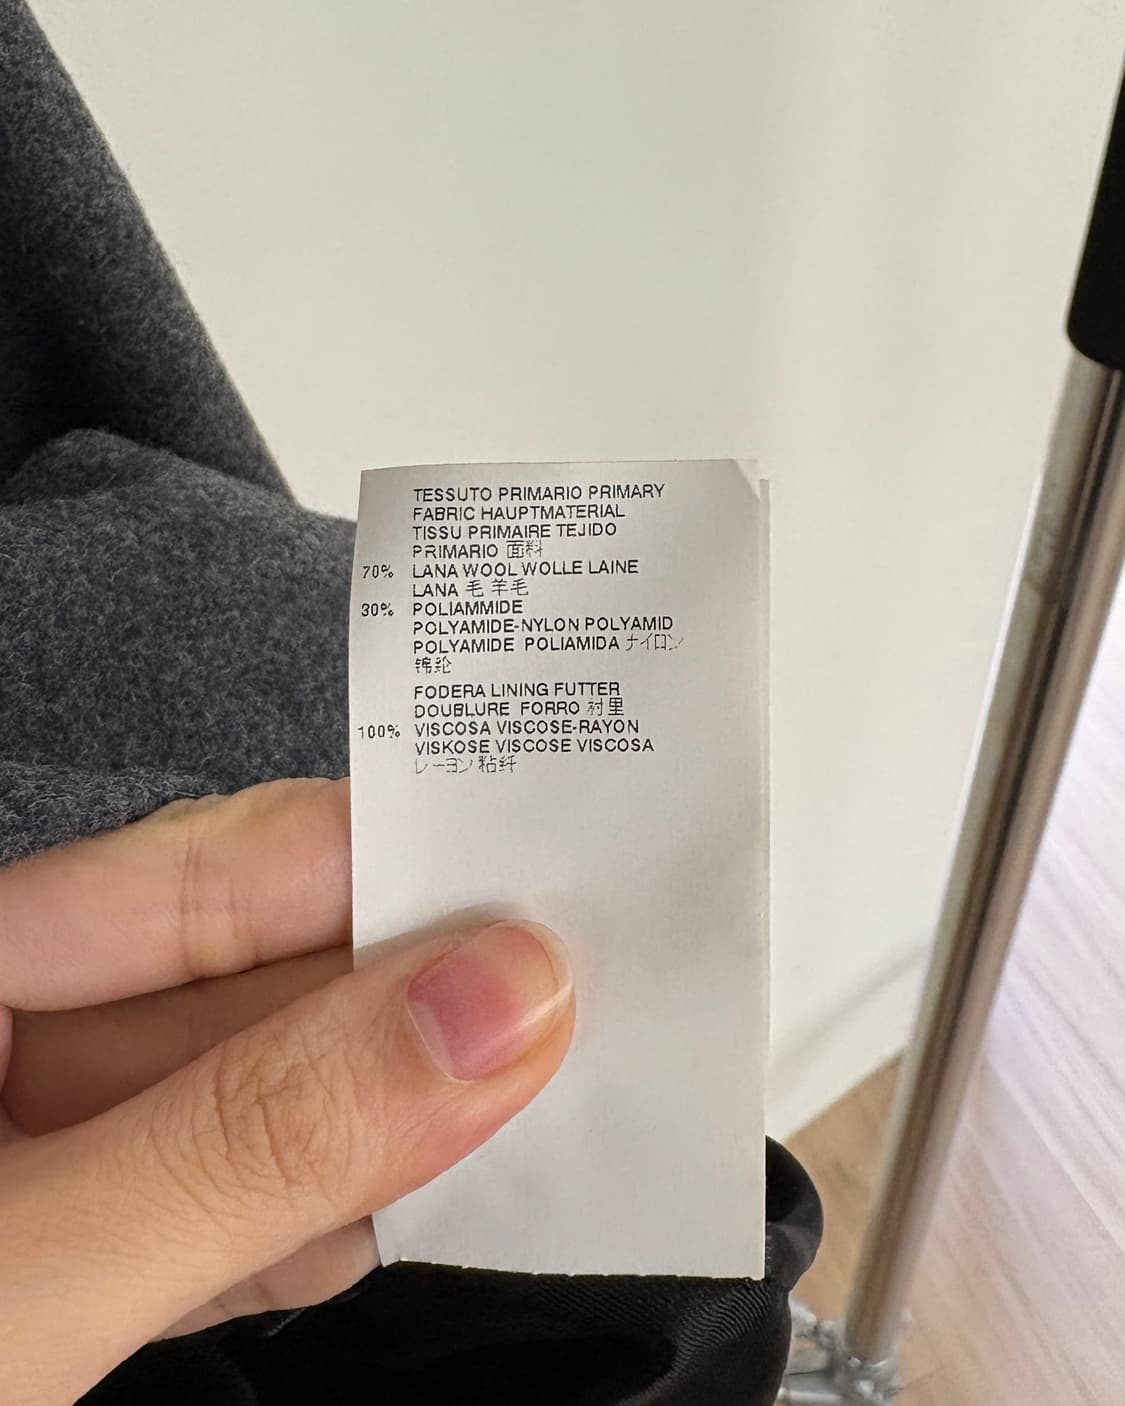 TESSUTO PRIMARIO PRIMARY
FABRIC HAUPTMATERIAL
TISSU PRIMAIRE TEJIDO
PRIMARIO 面料
70% LANA WOOL WOLLE LAINE
LANA 毛 羊毛
30% POLIAMMIDE
POLYAMIDE-NYLON POLYAMID
POLYAMIDE POLIAMIDA ナイロン
锦纶
FODERA LINING FUTTER
DOUBLURE FORRO 衬里
100% VISCOSA VISCOSE-RAYON
VISKOSE VISCOSE VISCOSA
レーヨン 粘纤